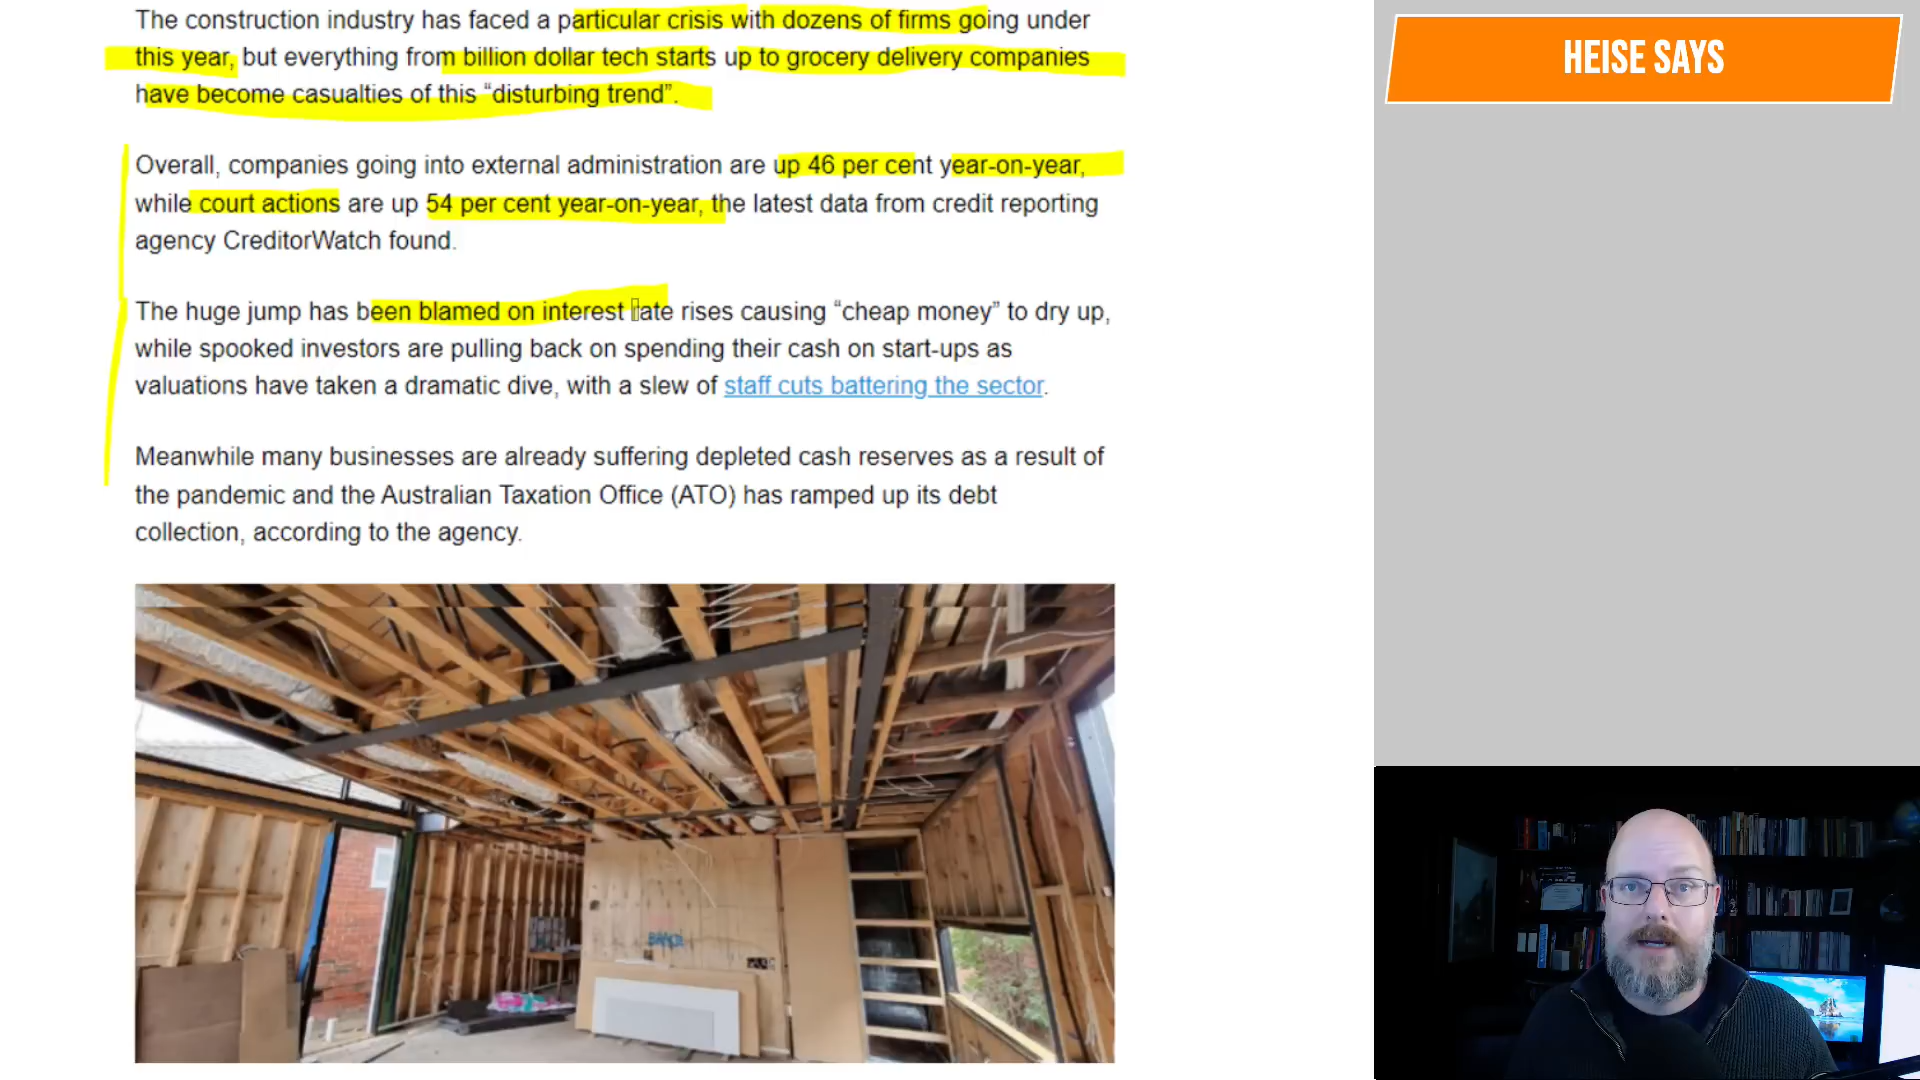 The construction industry has faced a particular crisis with dozens of firms going under
this year, but everything from billion dollar tech starts up to grocery delivery companies
have become casualties of this “disturbing trend”.
Overall, companies going into external administration are up 46 per cent year-on-year,
while court actions are up 54 per cent year-on-year, the latest data from credit reporting
agency CreditorWatch found.
The huge jump has been blamed on interest rate rises causing “cheap money” to dry up,
while spooked investors are pulling back on spending their cash on start-ups as
valuations have taken a dramatic dive, with a slew of staff cuts battering the sector.
Meanwhile many businesses are already suffering depleted cash reserves as a result of
the pandemic and the Australian Taxation Office (ATO) has ramped up its debt
collection, according to the agency.
HEISE SAYS